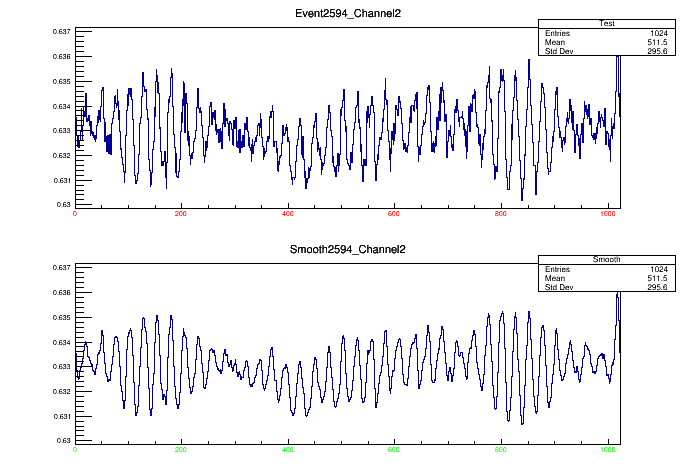 Event2594_Channel2
Test
Entries 1024
Mean 511.5
Std Dev 295.6
0.637
0.636
0.635
0.634
0.633
0.632
0.631
0.63
0 200 400 600 800 1000
Smooth2594_Channel2
Smooth
Entries 1024
Mean 511.5
Std Dev 295.6
0.637
0.636
0.635
0.634
0.633
0.632
0.631
0.63
0 200 400 600 800 1000